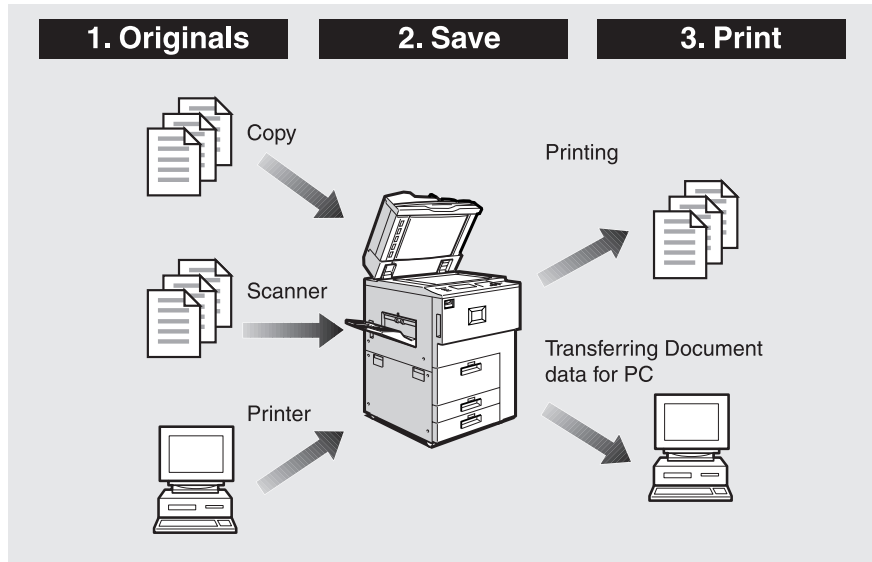 1. Originals
2. Save
3. Print
Copy
Printing
Scanner
Transferring Document
data for PC
Printer